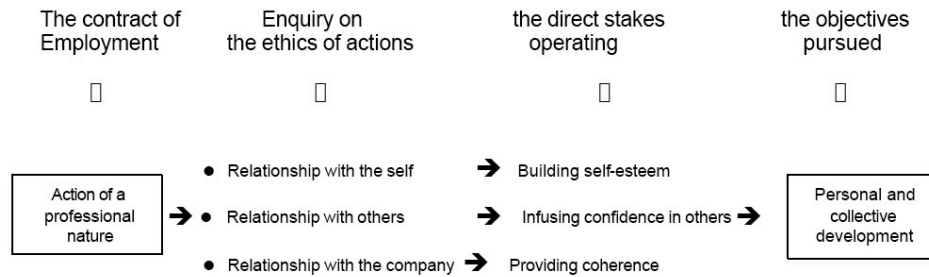 The contract of
Employment
Enquiry on
the ethics of actions
the direct stakes
operating
the objectives
pursued
Action of a
professional
nature
● Relationship with the self ➔ Building self-esteem
➔ ● Relationship with others ➔ Infusing confidence in others ➔
● Relationship with the company ➔ Providing coherence
Personal and
collective
development